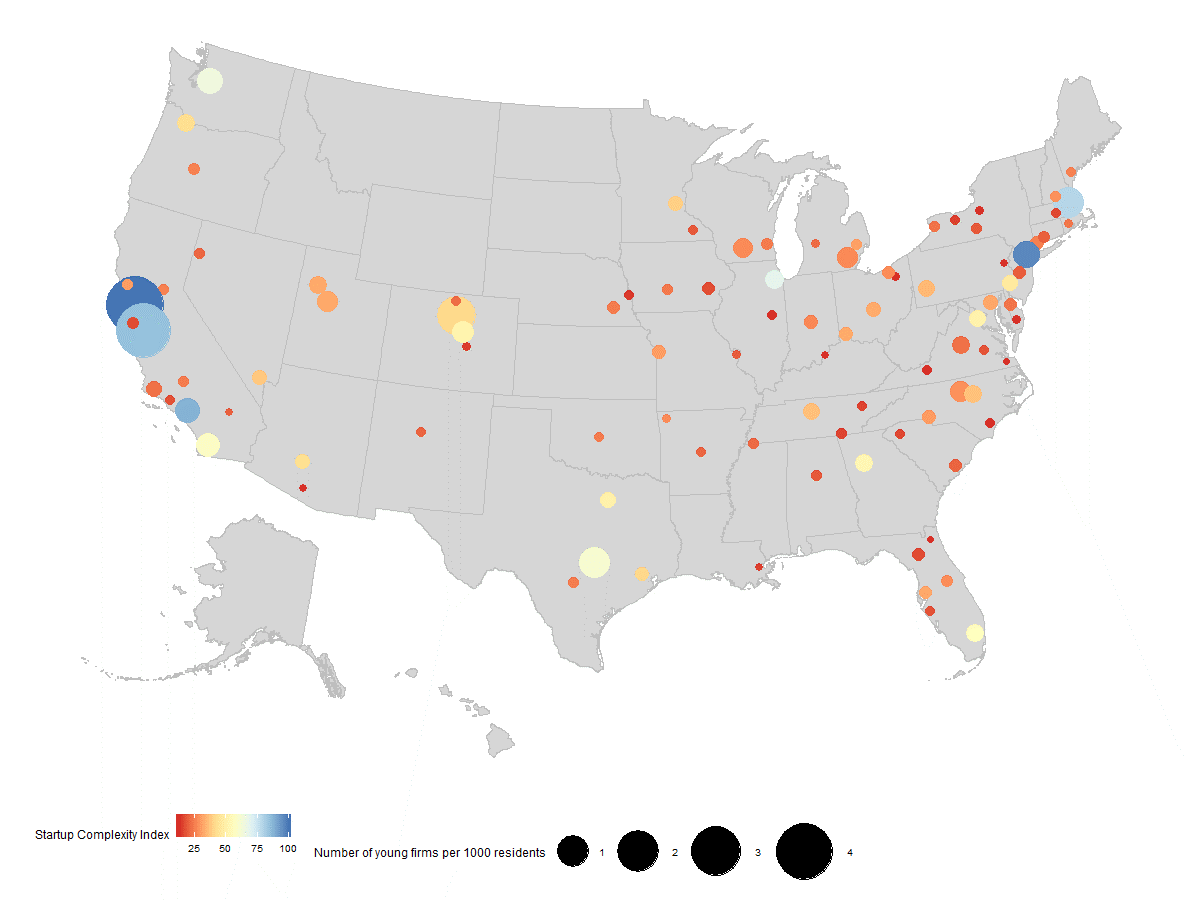 Startup Complexity Index
25 50 75 100
Number of young firms per 1000 residents
1 2 3 4